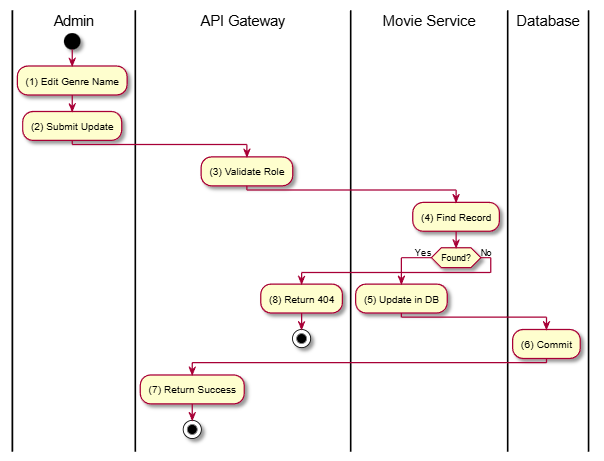 Admin
API Gateway
Movie Service
Database
(1) Edit Genre Name
(2) Submit Update
(3) Validate Role
(4) Find Record
Yes
Found?
No
(8) Return 404
(5) Update in DB
(6) Commit
(7) Return Success